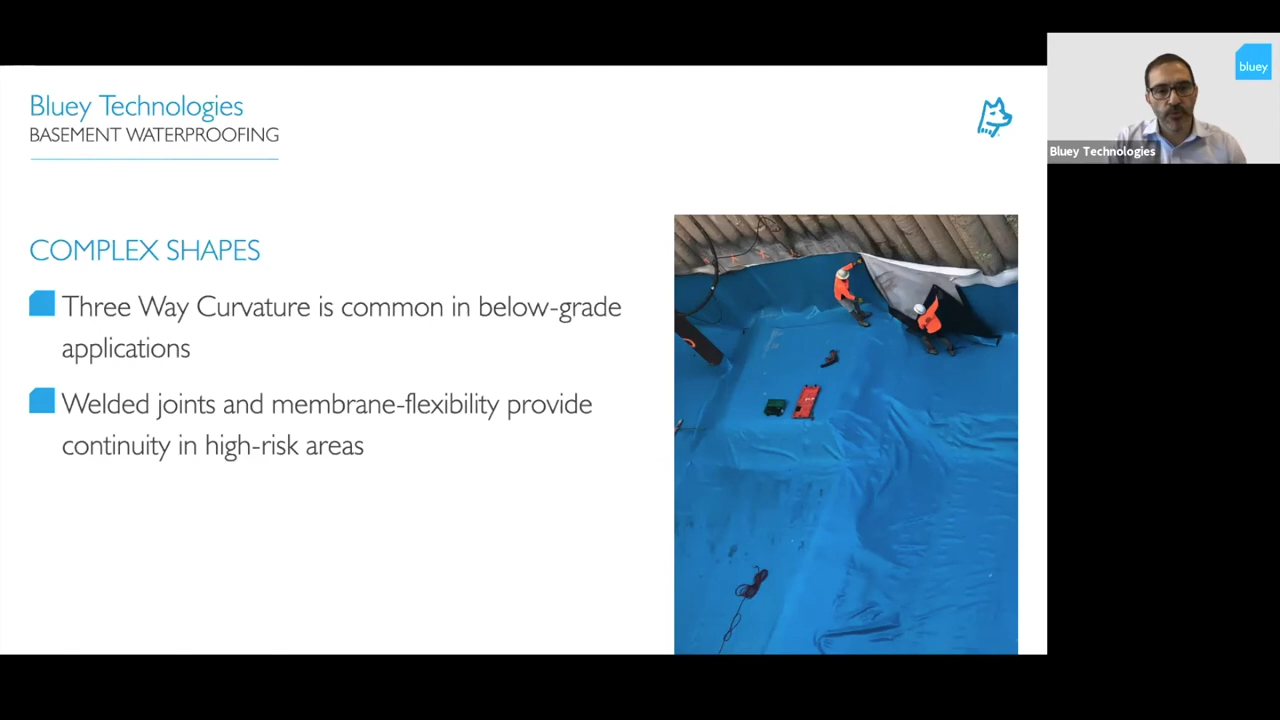 Bluey Technologies
BASEMENT WATERPROOFING
bluey
Bluey Technologies
COMPLEX SHAPES
Three Way Curvature is common in below-grade
applications
Welded joints and membrane-flexibility provide
continuity in high-risk areas